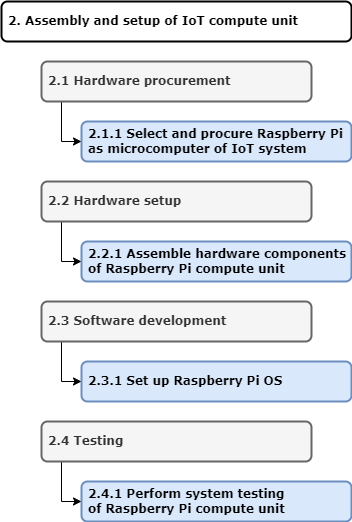 2. Assembly and setup of IoT compute unit
2.1 Hardware procurement
2.1.1 Select and procure Raspberry Pi
as microcomputer of IoT system
2.2 Hardware setup
2.2.1 Assemble hardware components
of Raspberry Pi compute unit
2.3 Software development
2.3.1 Set up Raspberry Pi OS
2.4 Testing
2.4.1 Perform system testing
of Raspberry Pi compute unit